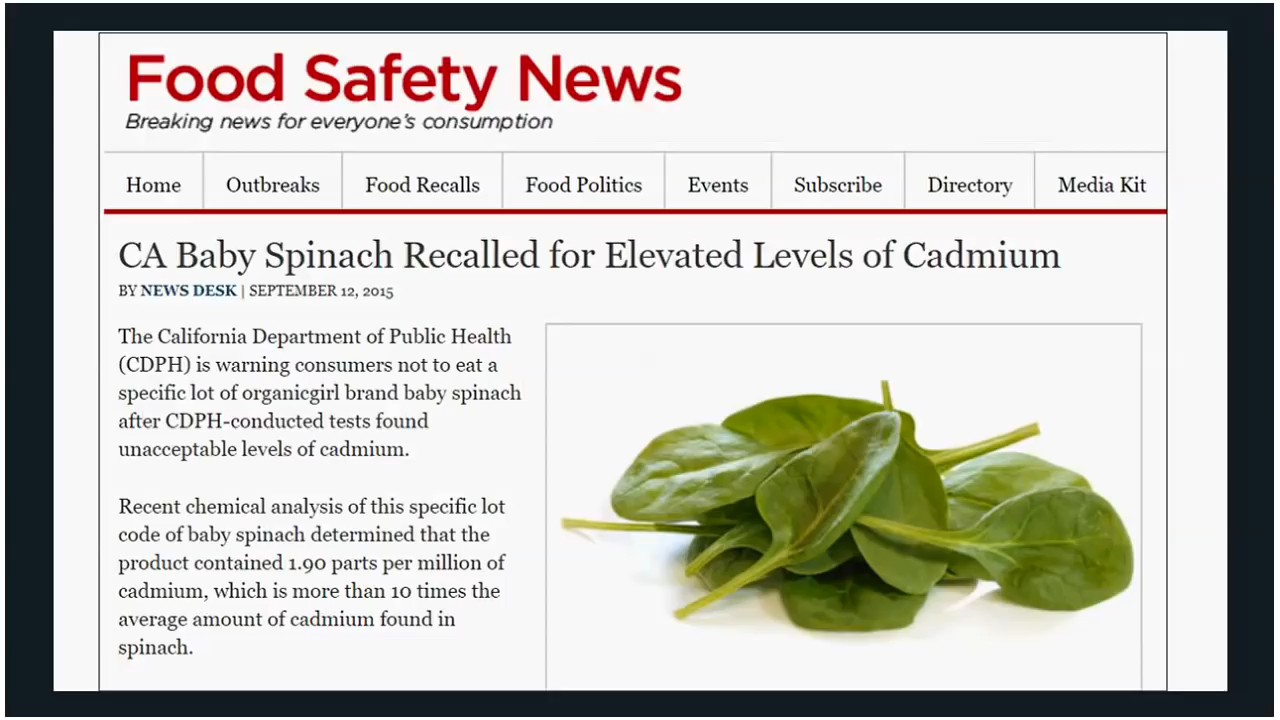 Food Safety News
Breaking news for everyone's consumption
Home Outbreaks Food Recalls Food Politics Events Subscribe Directory Media Kit
CA Baby Spinach Recalled for Elevated Levels of Cadmium
BY NEWS DESK | SEPTEMBER 12, 2015
The California Department of Public Health
(CDPH) is warning consumers not to eat a
specific lot of organicgirl brand baby spinach
after CDPH-conducted tests found
unacceptable levels of cadmium.
Recent chemical analysis of this specific lot
code of baby spinach determined that the
product contained 1.90 parts per million of
cadmium, which is more than 10 times the
average amount of cadmium found in
spinach.